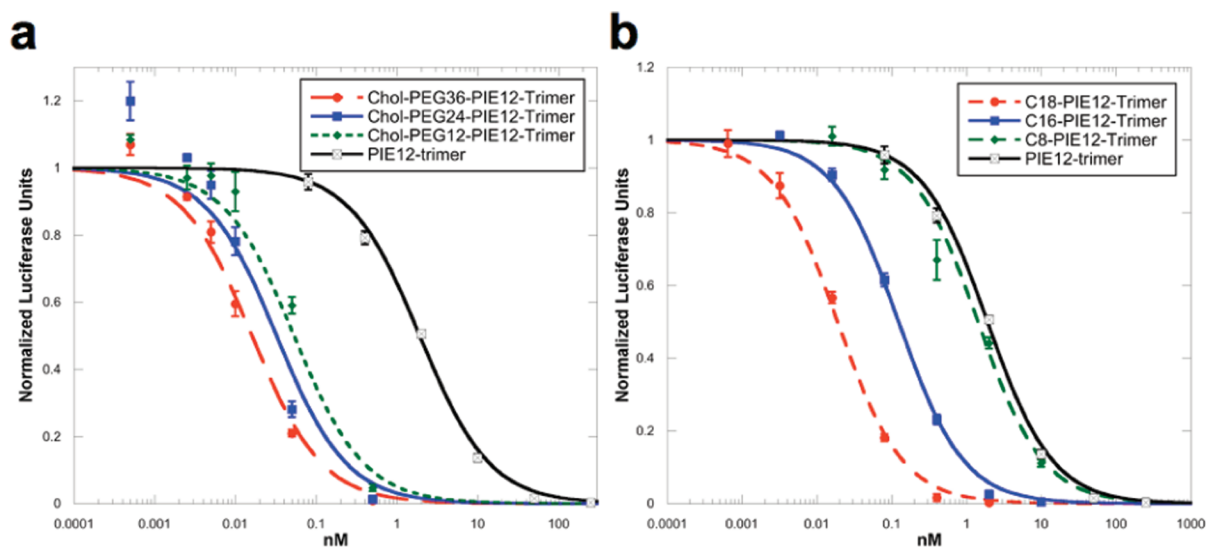 a
1.2
1
0.8
0.6
0.4
0.2
0
Normalized Luciferase Units
Chol-PEG36-PIE12-Trimer
Chol-PEG24-PIE12-Trimer
Chol-PEG12-PIE12-Trimer
PIE12-trimer
0.0001 0.001 0.01 0.1 1 10 100
nM
b
1.2
1
0.8
0.6
0.4
0.2
0
Normalized Luciferase Units
C18-PIE12-Trimer
C16-PIE12-Trimer
C8-PIE12-Trimer
PIE12-trimer
0.0001 0.001 0.01 0.1 1 10 100 1000
nM